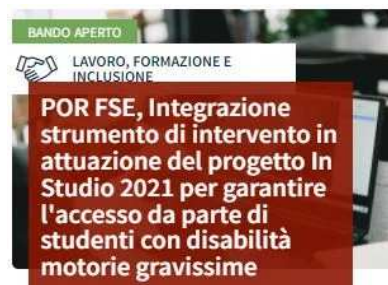 BANDO APERTO
LAVORO, FORMAZIONE E
INCLUSIONE
POR FSE, Integrazione
strumento di intervento in
attuazione del progetto In
Studio 2021 per garantire
l'accesso da parte di
studenti con disabilità
motorie gravissime